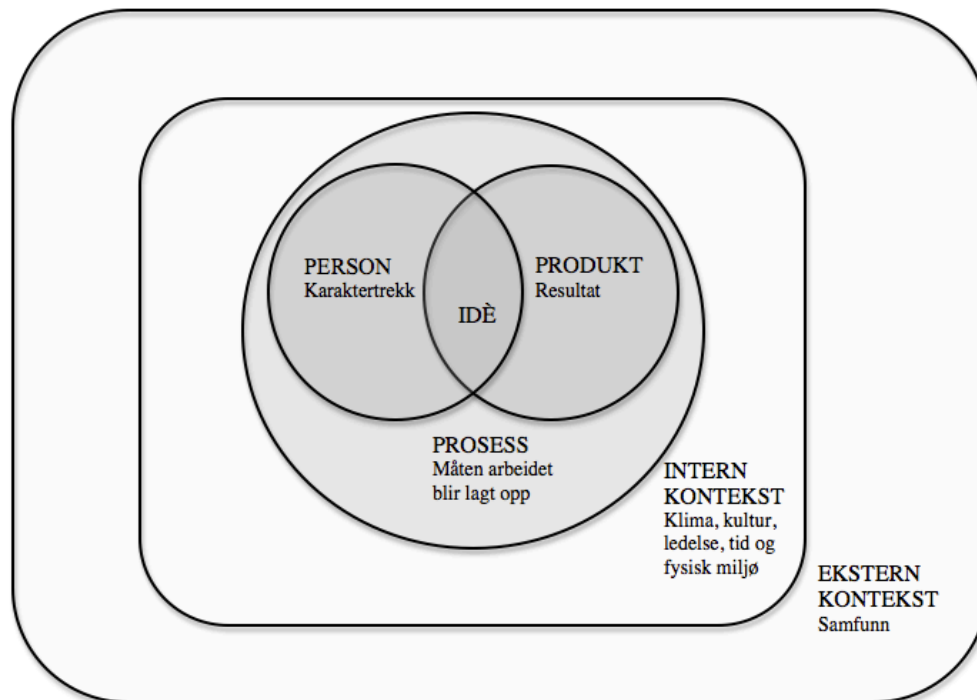 PERSON
Karaktertrekk
IDÈ
PRODUKT
Resultat
PROSESS
Måten arbeidet
blir lagt opp
INTERN
KONTEKST
Klima, kultur,
ledelse, tid og
fysisk miljø
EKSTERN
KONTEKST
Samfunn